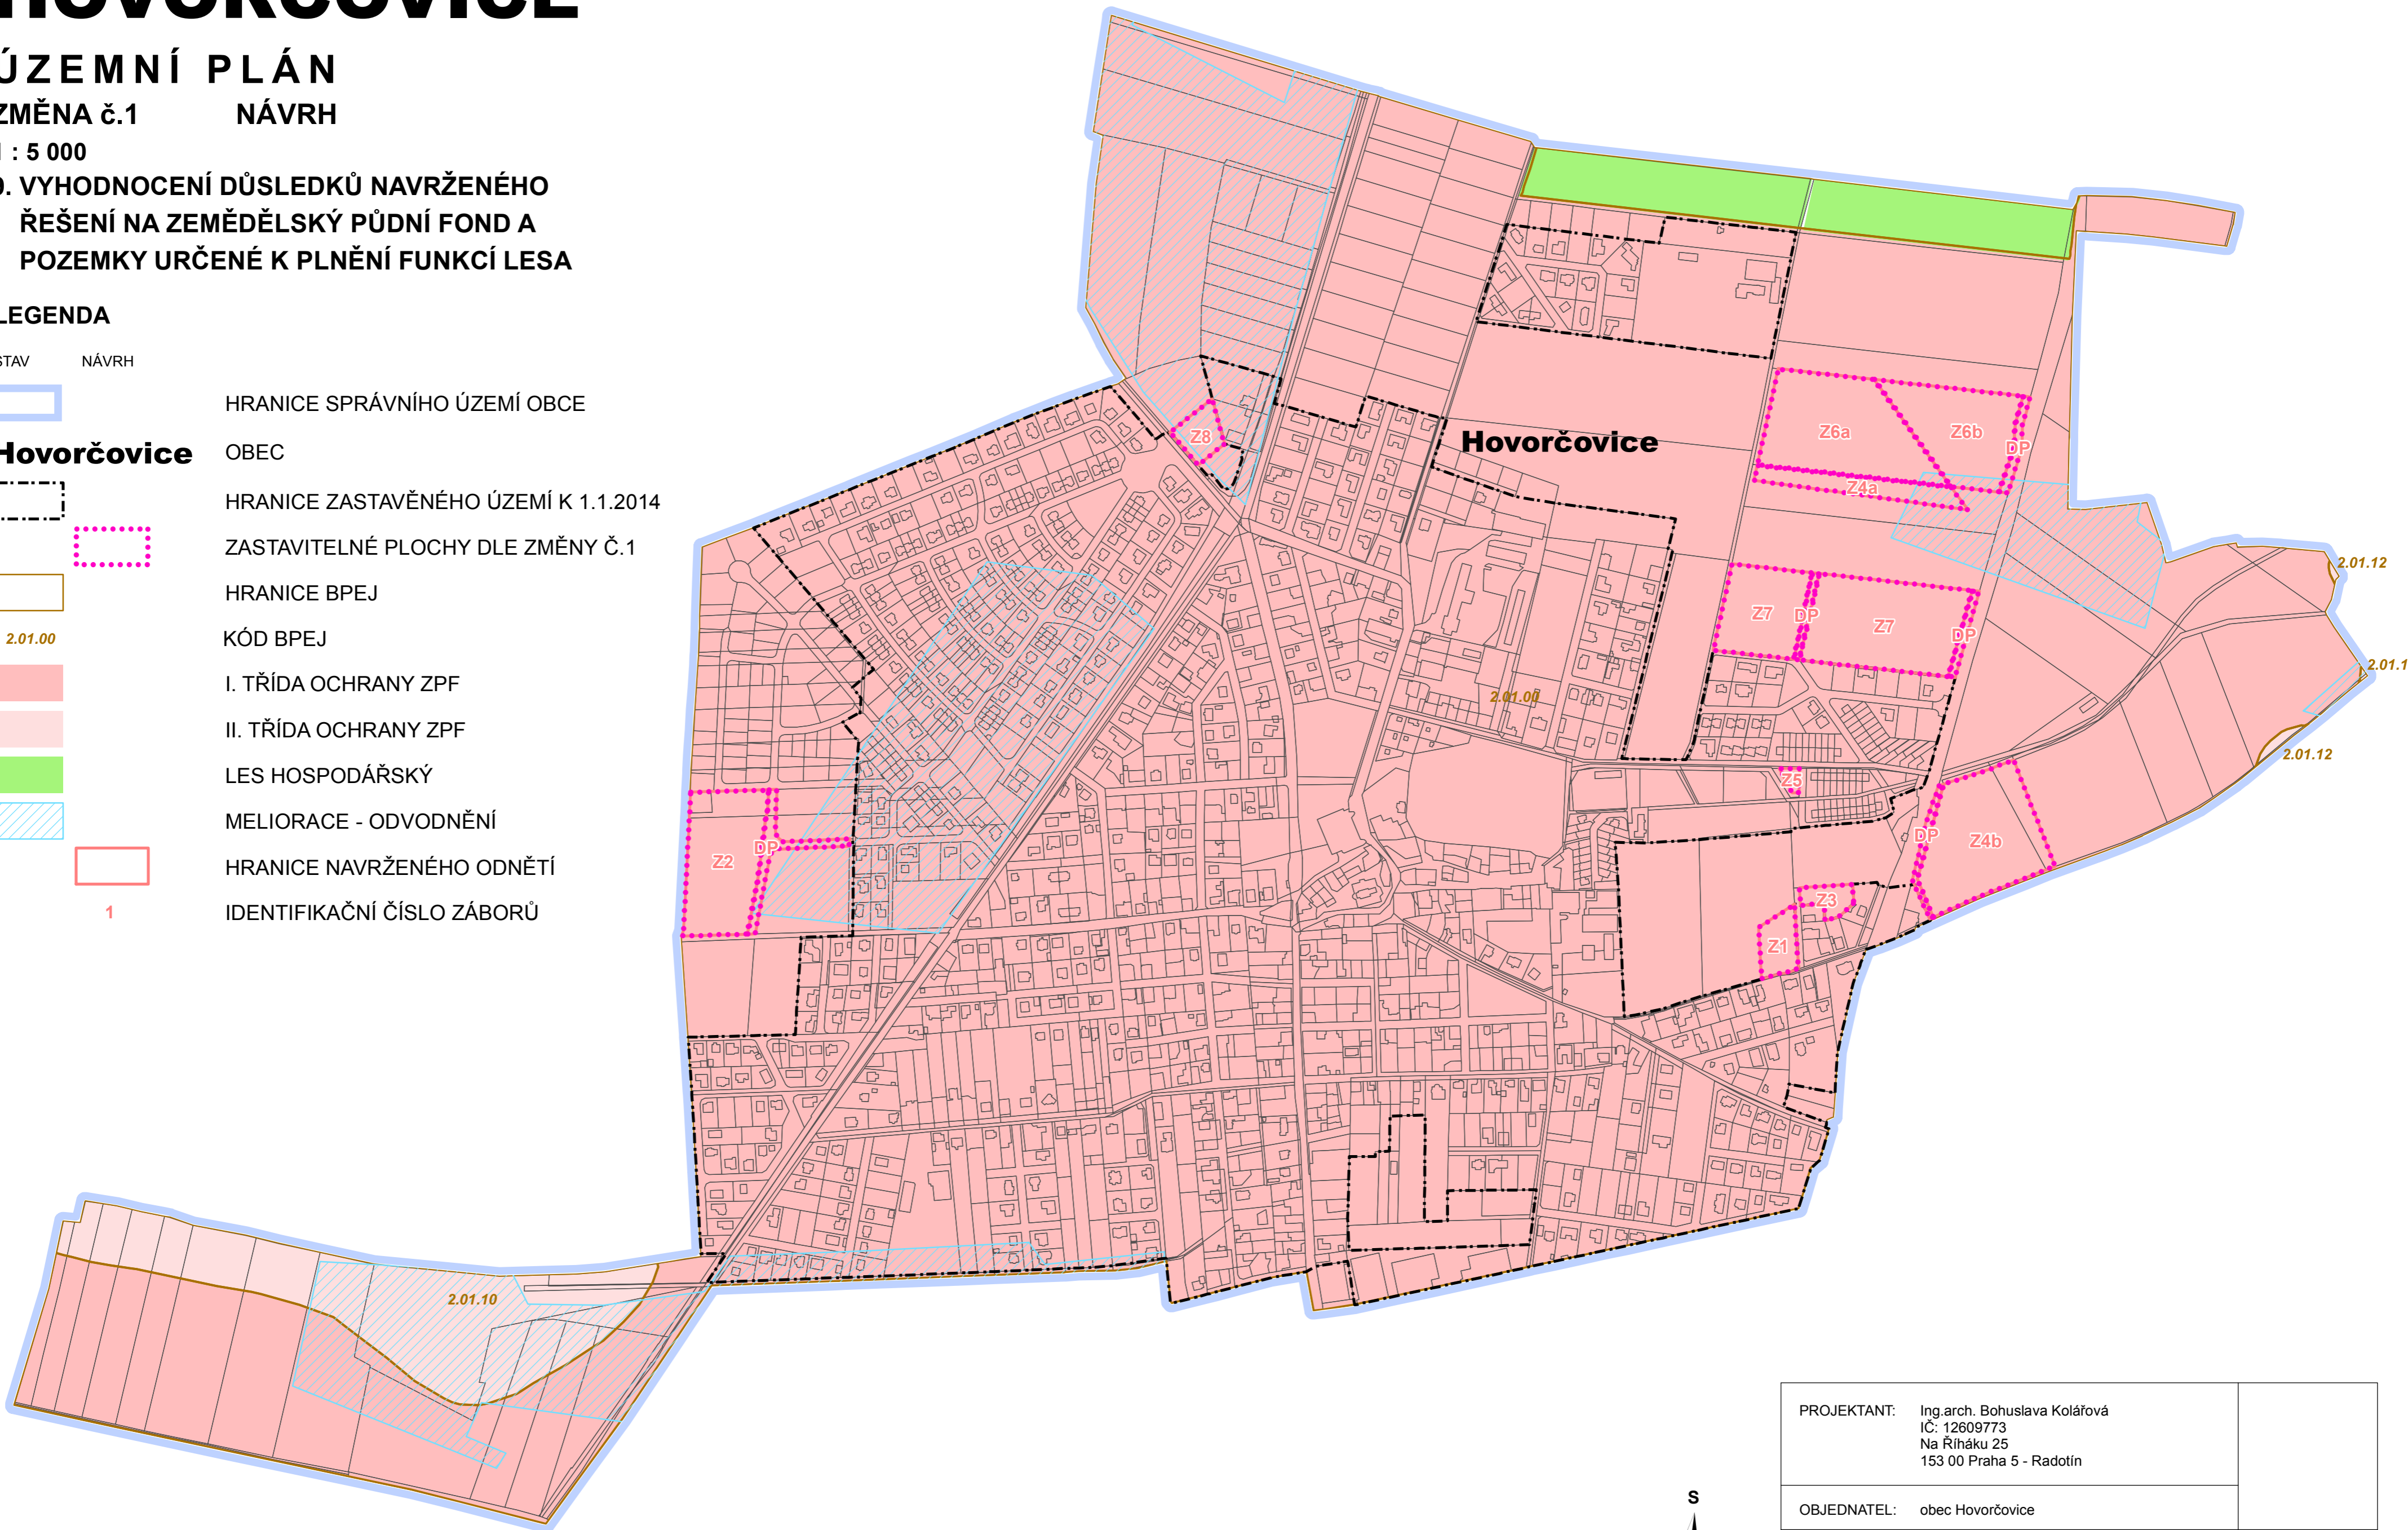 HOVORČOVICE
ÚZEMNÍ PLÁN
ZMĚNA č.1 NÁVRH
1 : 5 000
VYHODNOCENÍ DŮSLEDKŮ NAVRŽENÉHO
ŘEŠENÍ NA ZEMĚDĚLSKÝ PŮDNÍ FOND A
POZEMKY URČENÉ K PLNĚNÍ FUNKCÍ LESA
LEGENDA
STAV NÁVRH
HRANICE SPRÁVNÍHO ÚZEMÍ OBCE
Hovorčovice OBEC
HRANICE ZASTAVĚNÉHO ÚZEMÍ K 1.1.2014
ZASTAVITELNÉ PLOCHY DLE ZMĚNY Č.1
HRANICE BPEJ
2.01.00 KÓD BPEJ
I. TŘÍDA OCHRANY ZPF
II. TŘÍDA OCHRANY ZPF
LES HOSPODÁŘSKÝ
MELIORACE - ODVODNĚNÍ
HRANICE NAVRŽENÉHO ODNĚTÍ
1 IDENTIFIKAČNÍ ČÍSLO ZÁBORŮ
Z8
Hovorčovice
Z6a
Z6b
DP
Z4a
2.01.12
Z7
DP
Z7
DP
2.01.1
2.01.00
2.01.12
Z5
Z2
DP
DP
Z4b
Z3
Z1
2.01.10
PROJEKTANT: Ing.arch. Bohuslava Kolářová
IČ: 12609773
Na Říháku 25
153 00 Praha 5 - Radotín
S
OBJEDNATEL: obec Hovorčovice